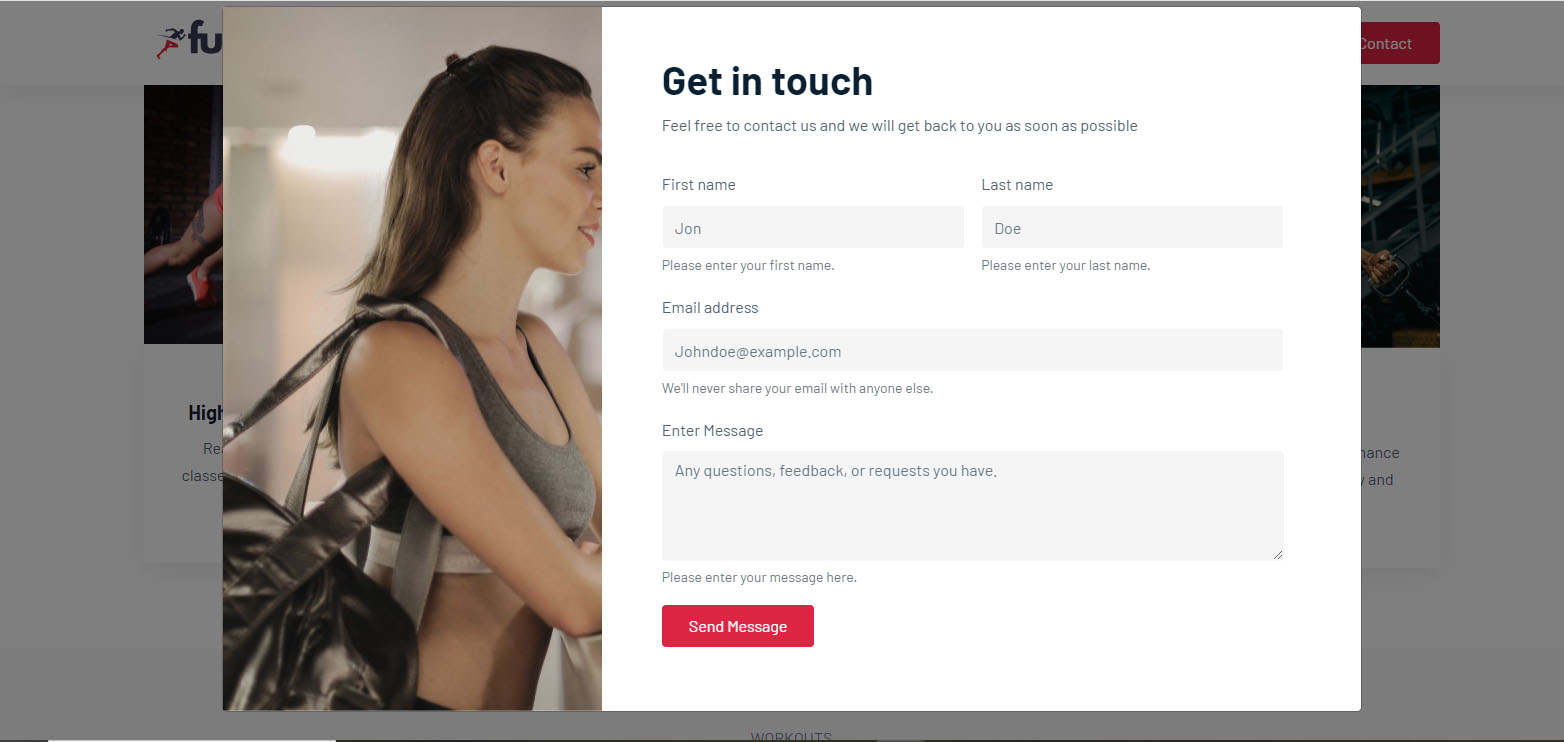 fu
Contact
Get in touch
Feel free to contact us and we will get back to you as soon as possible
First name
Last name
Jon
Doe
Please enter your first name.
Please enter your last name.
Email address
Johndoe@example.com
We'll never share your email with anyone else.
High
Enter Message
Rea
classe
Any questions, feedback, or requests you have.
nance
y and
Please enter your message here.
Send Message
WORKOUTS